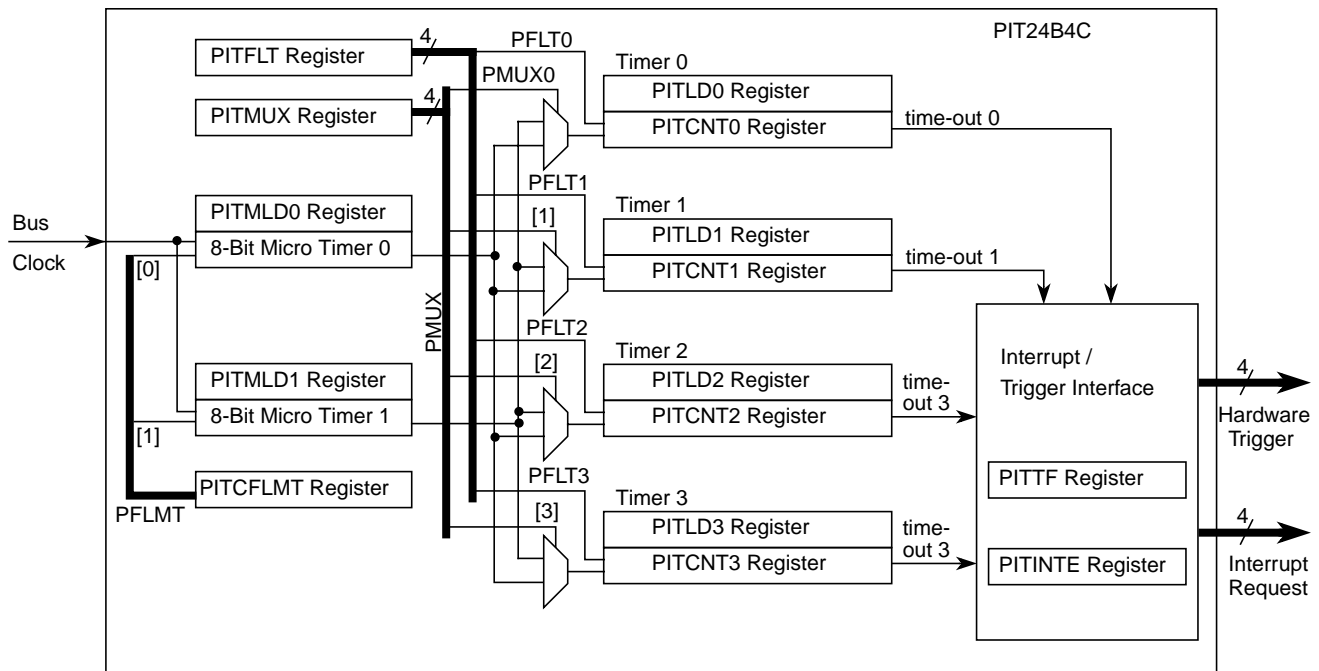 PIT24B4C
PITFLT Register
4
PFLT0
PMUX0
PITMUX Register
4
Timer 0
PITLD0 Register
PITCNT0 Register
time-out 0
Bus
Clock
PITMLD0 Register
8-Bit Micro Timer 0
[0]
PFLT1
[1]
Timer 1
PITLD1 Register
PITCNT1 Register
time-out 1
PMUX
PITMLD1 Register
8-Bit Micro Timer 1
[1]
PFLT2
[2]
Timer 2
PITLD2 Register
PITCNT2 Register
time-
out 3
PITCFLMT Register
PFLMT
PFLT3
[3]
Timer 3
PITLD3 Register
PITCNT3 Register
time-
out 3
Interrupt /
Trigger Interface
PITTF Register
PITINTE Register
4
Hardware
Trigger
4
Interrupt
Request